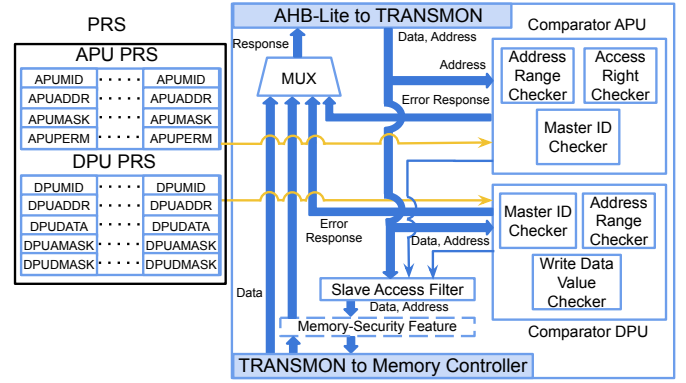 PRS
APU PRS
APUMID · · · · · APUMID
APUADDR · · · · · APUADDR
APUMASK · · · · · APUMASK
APUPERM · · · · · APUPERM
DPU PRS
DPUMID · · · · · DPUMID
DPUADDR · · · · · DPUADDR
DPUDATA · · · · · DPUDATA
DPUAMASK · · · · · DPUAMASK
DPUDMASK · · · · · DPUDMASK
AHB-Lite to TRANSMON
Response
Data, Address
MUX
Address
Error Response
Comparator APU
Address
Range
Checker
Access
Right
Checker
Master ID
Checker
Error
Response
Data, Address
Master ID
Checker
Address
Range
Checker
Write Data
Value
Checker
Comparator DPU
Slave Access Filter
Data
Data, Address
Memory-Security Feature
TRANSMON to Memory Controller